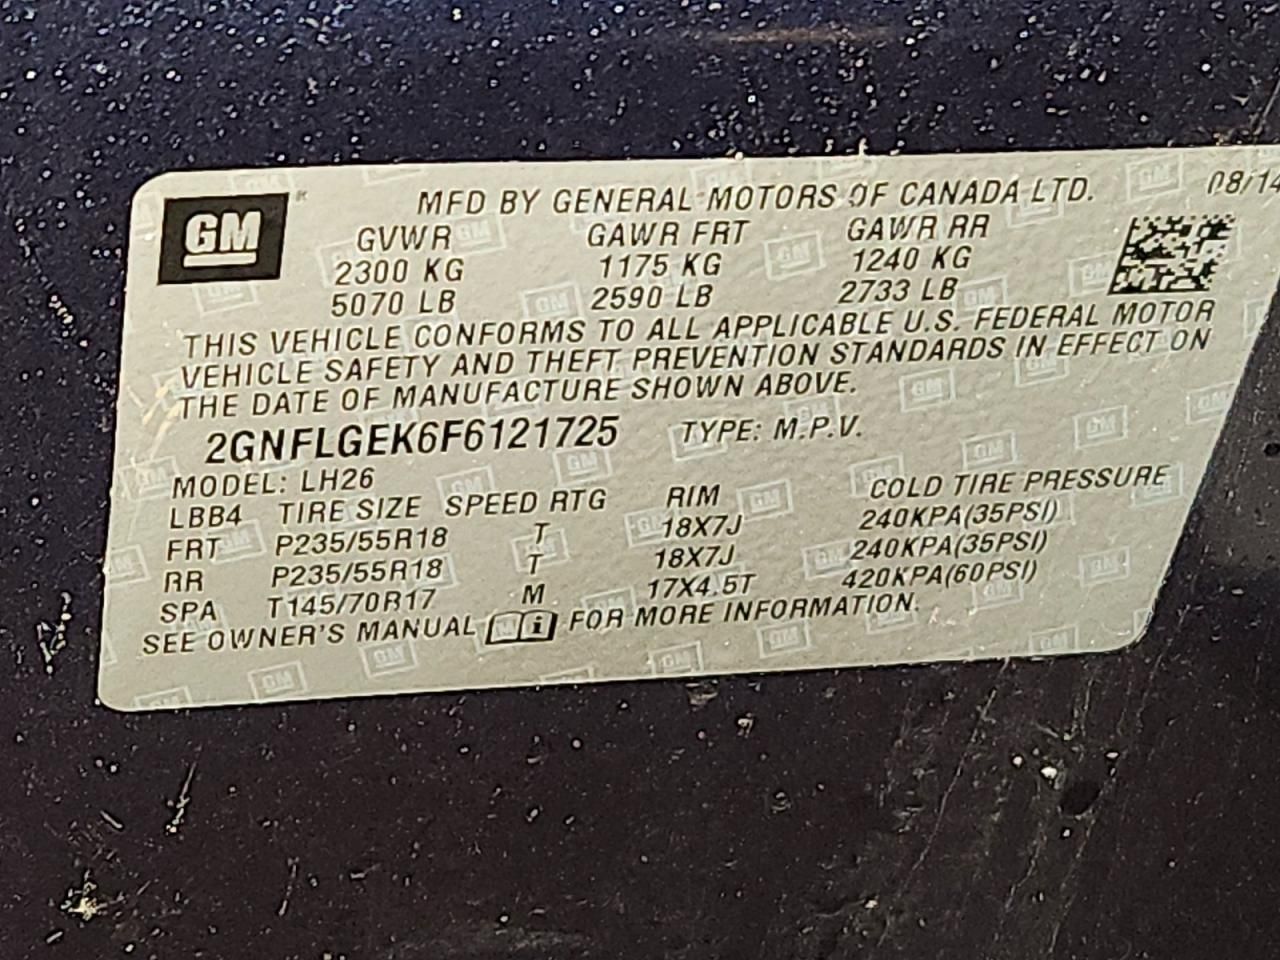 GM
MFD BY GENERAL MOTORS OF CANADA LTD. 08/14
GVWR GAWR FRT GAWR RR
2300 KG 1175 KG 1240 KG
5070 LB 2590 LB 2733 LB
THIS VEHICLE CONFORMS TO ALL APPLICABLE U.S. FEDERAL MOTOR
VEHICLE SAFETY AND THEFT PREVENTION STANDARDS IN EFFECT ON
THE DATE OF MANUFACTURE SHOWN ABOVE.
2GNFLGEK6F6121725 TYPE: M.P.V.
MODEL: LH26
LBB4 TIRE SIZE SPEED RTG RIM COLD TIRE PRESSURE
FRT P235/55R18 T 18X7J 240KPA(35PSI)
RR P235/55R18 T 18X7J 240KPA(35PSI)
SPA T145/70R17 M 17X4.5T 420KPA(60PSI)
SEE OWNER'S MANUAL i FOR MORE INFORMATION.